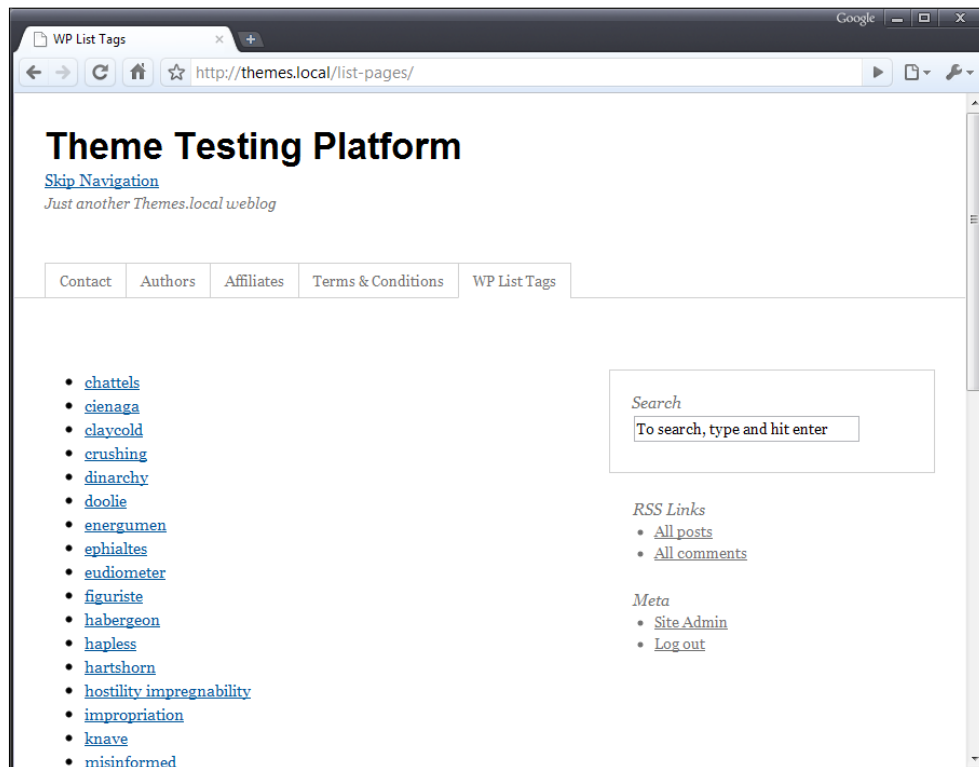 Google
WP List Tags
http://themes.local/list-pages/
Theme Testing Platform
Skip Navigation
Just another Themes.local weblog
Contact Authors Affiliates Terms & Conditions WP List Tags
chattels
cienaga
claycold
crushing
dinarchy
doolie
energumen
ephialtes
eudiometer
figuriste
habergeon
hapless
hartshorn
hostility impregnability
impropriation
knave
misinformed
Search
To search, type and hit enter
RSS Links
All posts
All comments
Meta
Site Admin
Log out